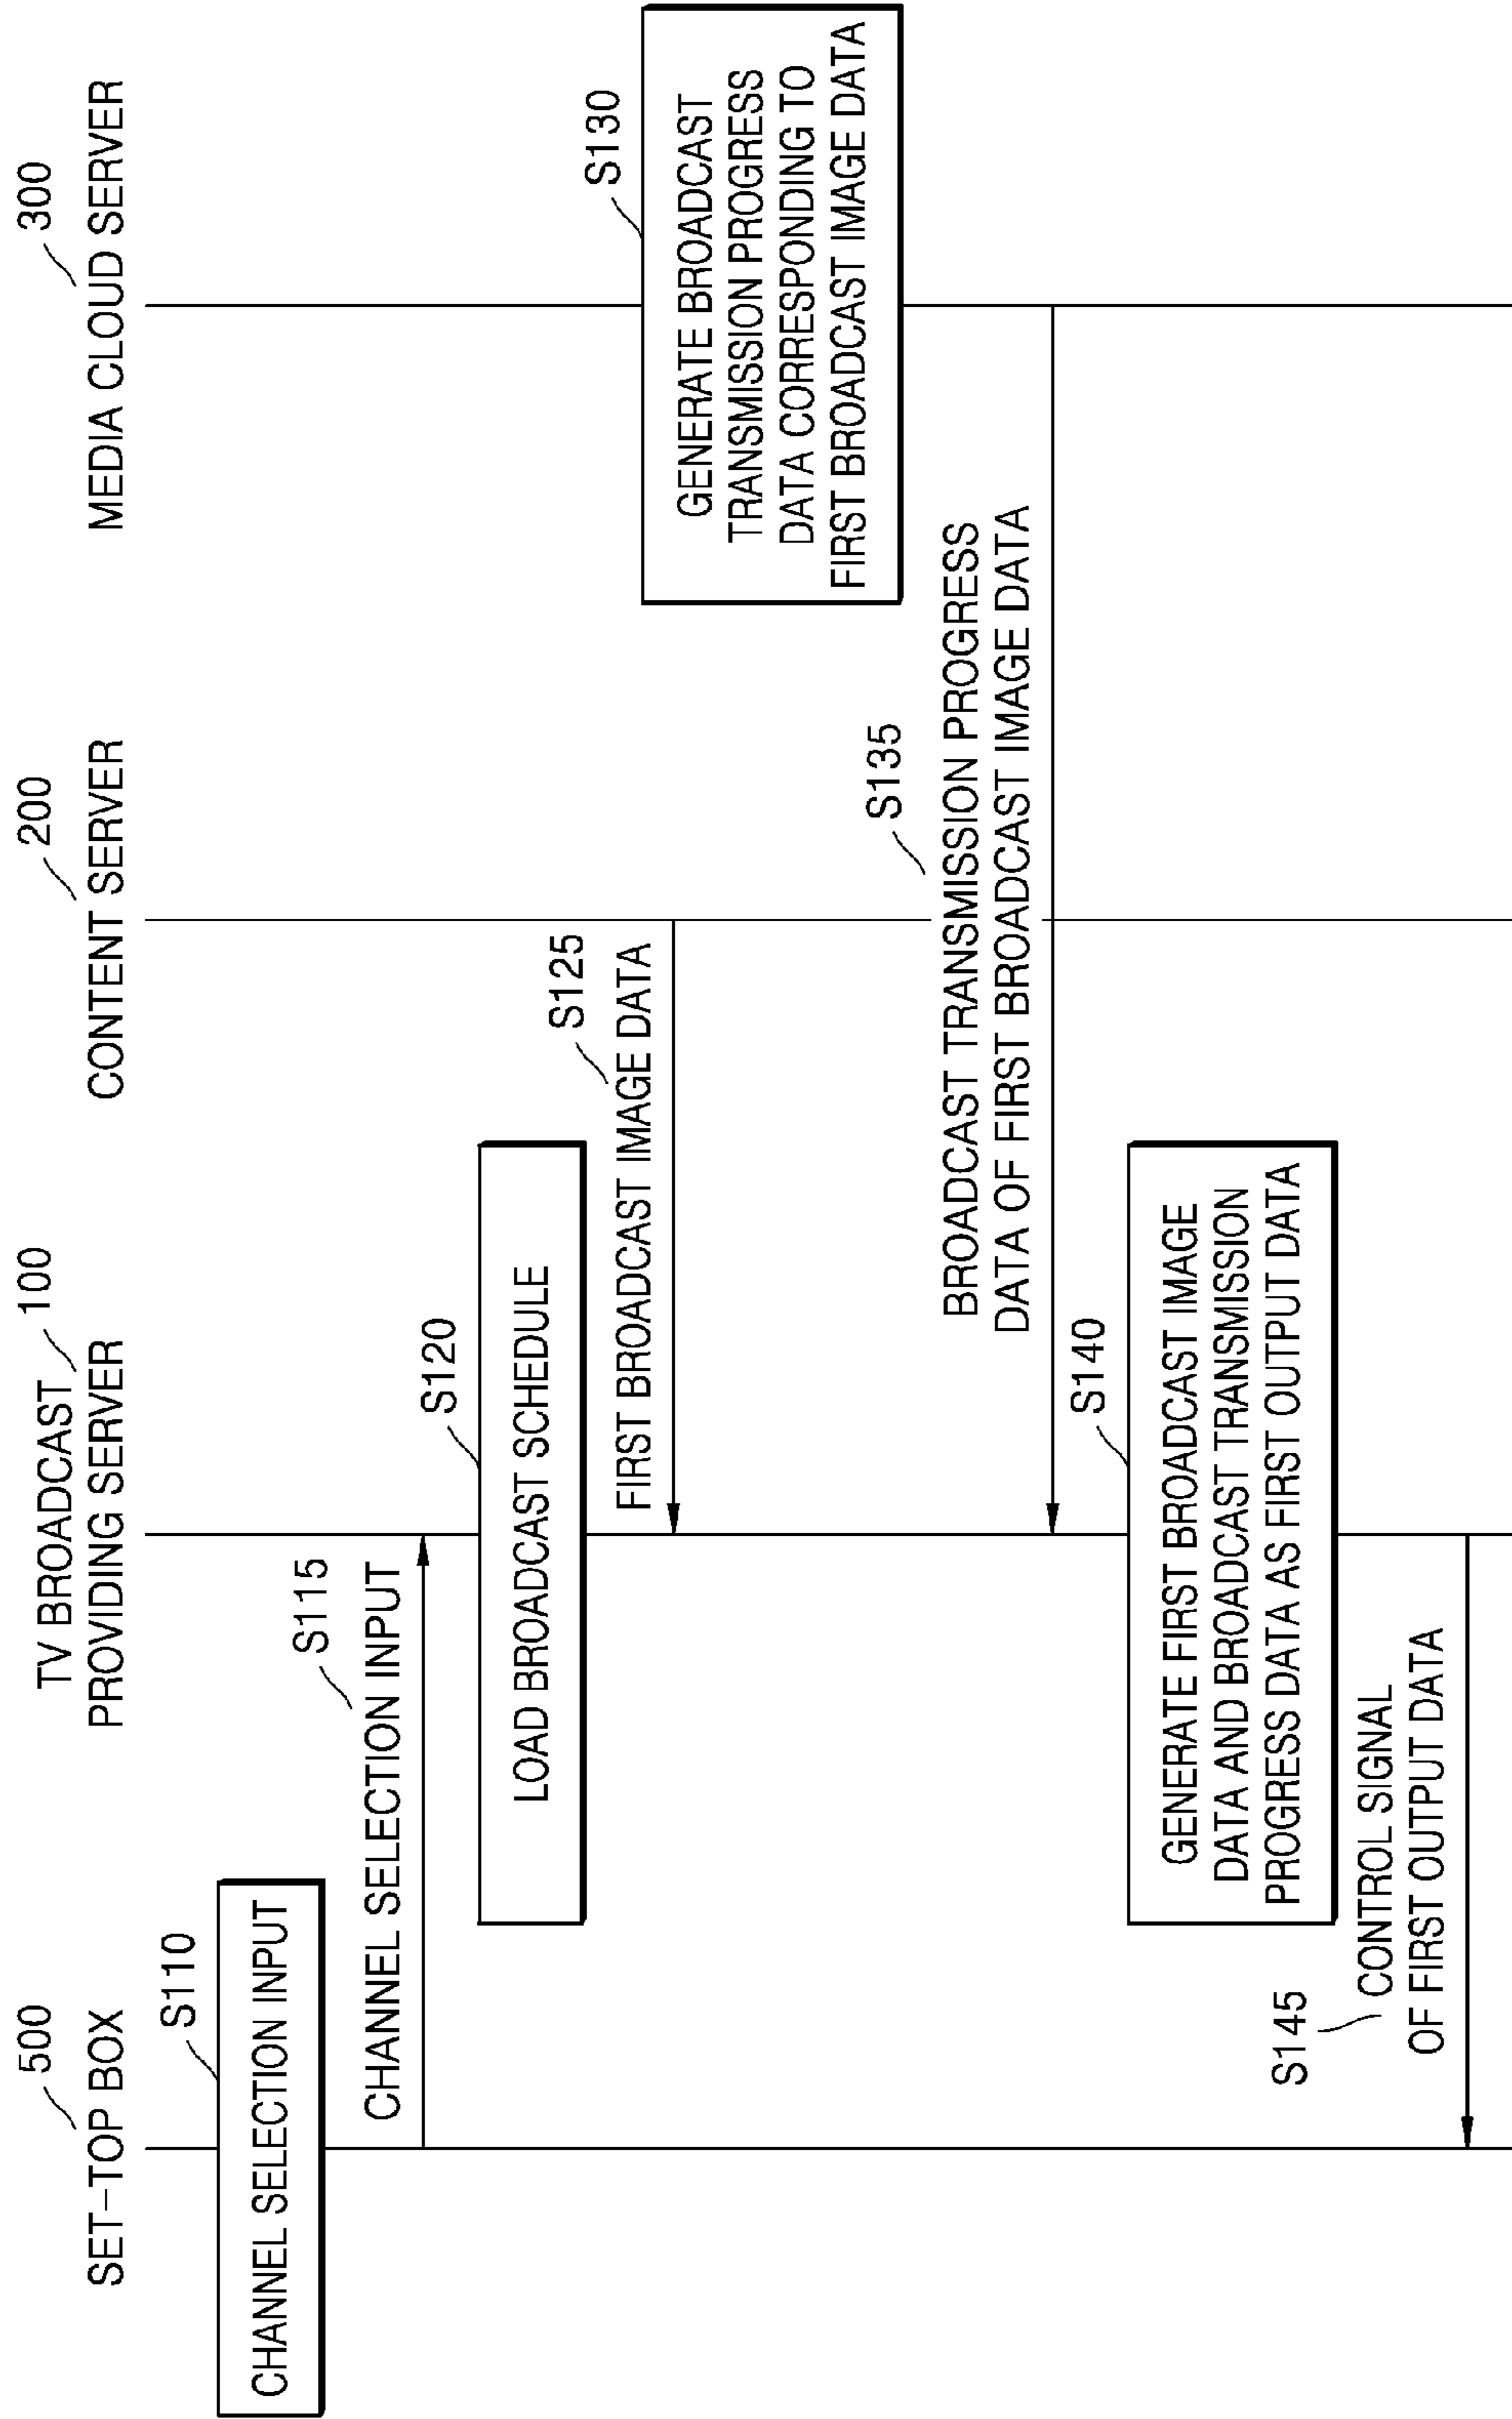 500
SET-TOP BOX
TV BROADCAST
PROVIDING SERVER
100
200
CONTENT SERVER
300
MEDIA CLOUD SERVER
S110
CHANNEL SELECTION INPUT
S115
CHANNEL SELECTION INPUT
S120
LOAD BROADCAST SCHEDULE
S125
FIRST BROADCAST IMAGE DATA
S130
GENERATE BROADCAST
TRANSMISSION PROGRESS
DATA CORRESPONDING TO
FIRST BROADCAST IMAGE DATA
S135
BROADCAST TRANSMISSION PROGRESS
DATA OF FIRST BROADCAST IMAGE DATA
S140
GENERATE FIRST BROADCAST IMAGE
DATA AND BROADCAST TRANSMISSION
PROGRESS DATA AS FIRST OUTPUT DATA
S145
CONTROL SIGNAL
OF FIRST OUTPUT DATA